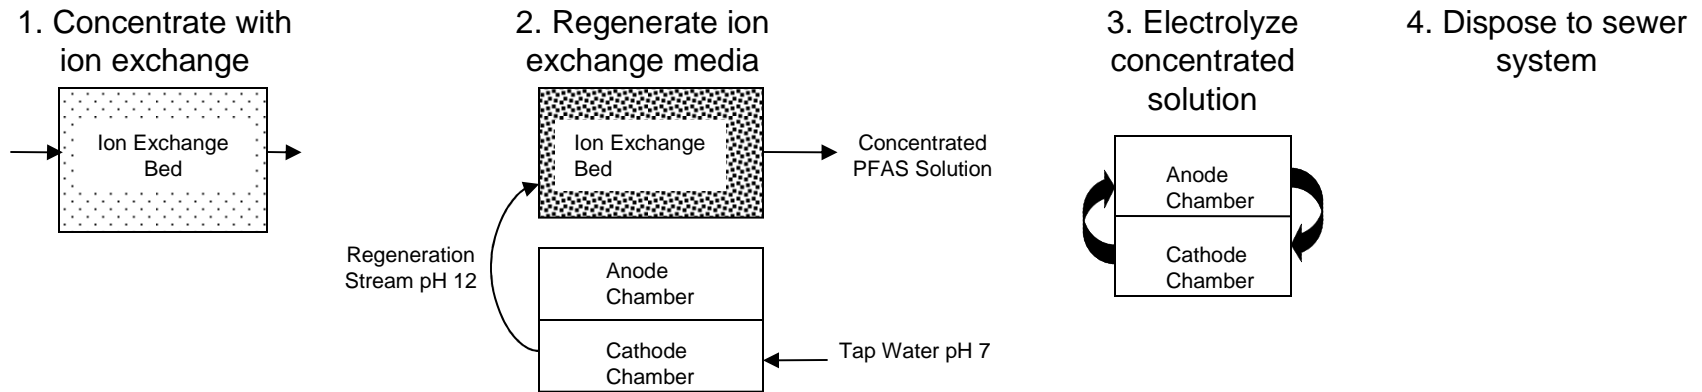 1. Concentrate with
ion exchange
Ion Exchange
Bed
2. Regenerate ion
exchange media
Ion Exchange
Bed
Concentrated
PFAS Solution
Regeneration
Stream pH 12
Anode
Chamber
Cathode
Chamber
Tap Water pH 7
3. Electrolyze
concentrated
solution
Anode
Chamber
Cathode
Chamber
4. Dispose to sewer
system